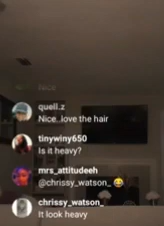 quell.z
Nice..love the hair
tinywiny650
Is it heavy?
mrs_attitudeeh
@chrissy_watson_ 😂
chrissy_watson_
It look heavy